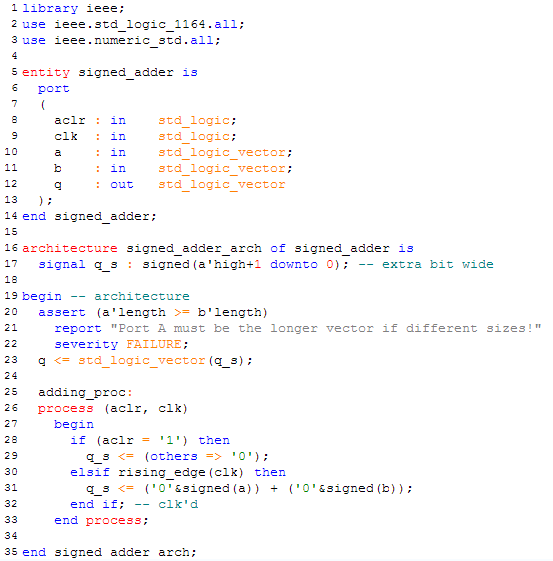 1 library ieee;
2 use ieee.std_logic_1164.all;
3 use ieee.numeric_std.all;
4
5 entity signed_adder is
6   port
7   (
8     aclr : in    std_logic;
9     clk  : in    std_logic;
10     a    : in    std_logic_vector;
11     b    : in    std_logic_vector;
12     q    : out   std_logic_vector
13   );
14 end signed_adder;
15
16 architecture signed_adder_arch of signed_adder is
17   signal q_s : signed(a'high+1 downto 0); -- extra bit wide
18
19 begin -- architecture
20   assert (a'length >= b'length)
21     report "Port A must be the longer vector if different sizes!"
22     severity FAILURE;
23   q <= std_logic_vector(q_s);
24
25   adding_proc:
26   process (aclr, clk)
27     begin
28       if (aclr = '1') then
29         q_s <= (others => '0');
30       elsif rising_edge(clk) then
31         q_s <= ('0'&signed(a)) + ('0'&signed(b));
32       end if; -- clk'd
33     end process;
34
35 end signed_adder_arch;